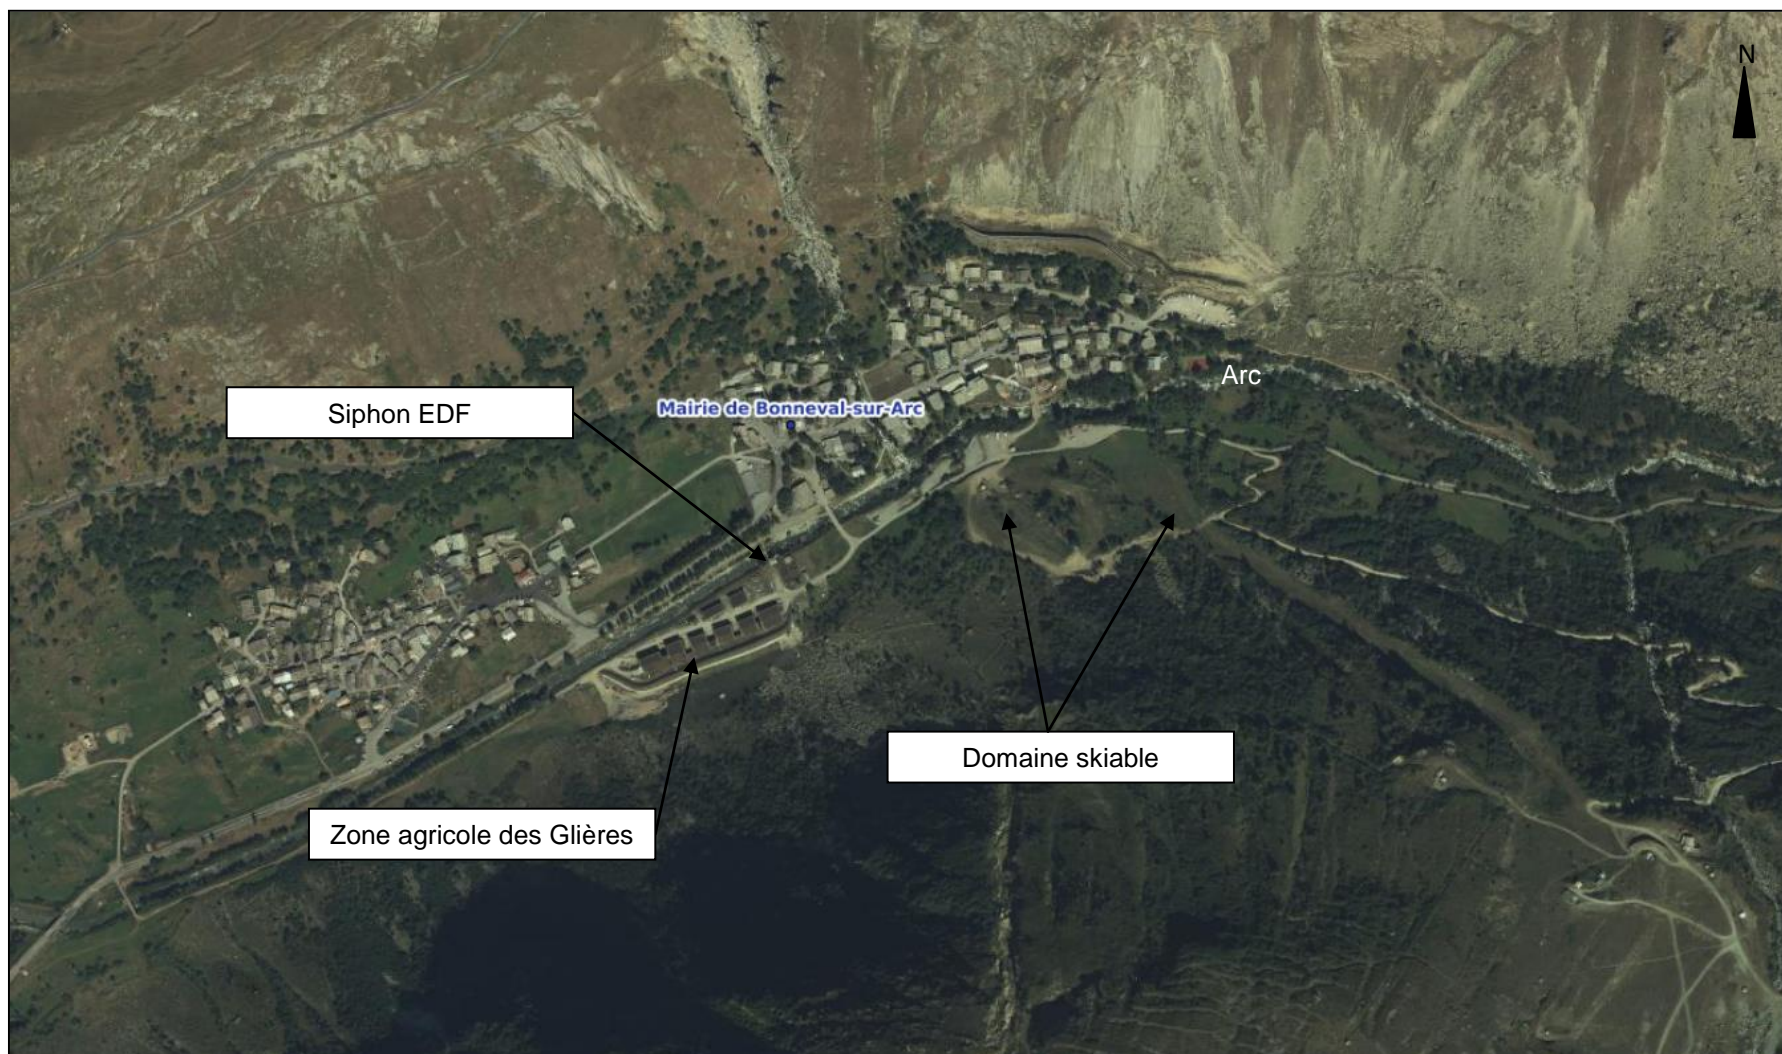 N
Arc
Siphon EDF
Mairie de Bonneval-sur-Arc
Domaine skiable
Zone agricole des Glières